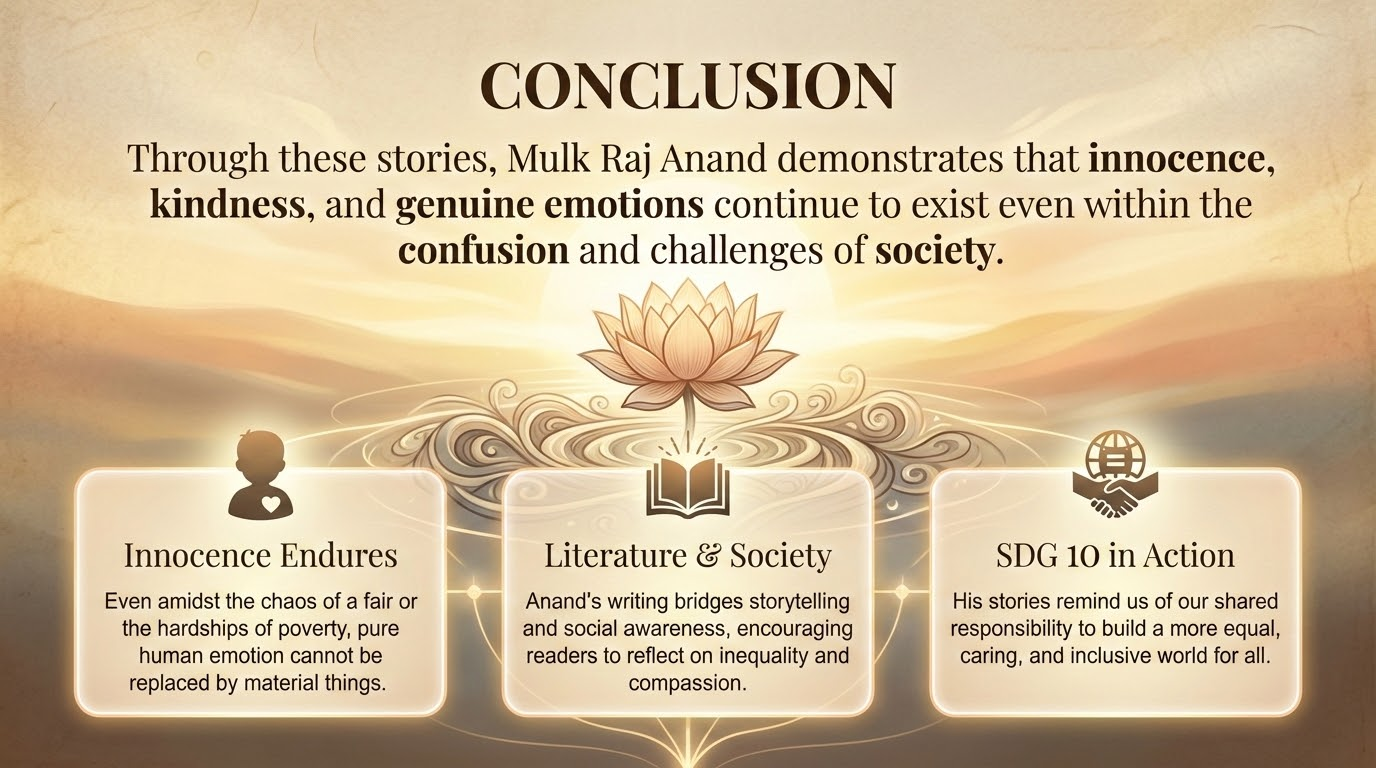 CONCLUSION
Through these stories, Mulk Raj Anand demonstrates that innocence,
kindness, and genuine emotions continue to exist even within the
confusion and challenges of society.
Innocence Endures
Even amidst the chaos of a fair or
the hardships of poverty, pure
human emotion cannot be
replaced by material things.
Literature & Society
Anand's writing bridges storytelling
and social awareness, encouraging
readers to reflect on inequality and
compassion.
SDG 10 in Action
His stories remind us of our shared
responsibility to build a more equal,
caring, and inclusive world for all.